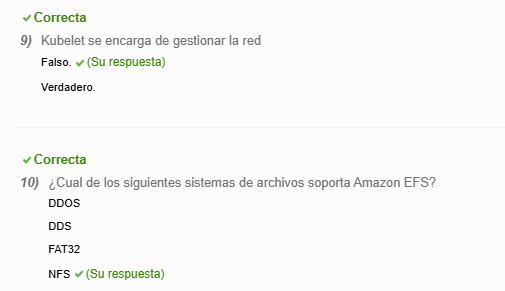 ✓Correcta
9) Kubelet se encarga de gestionar la red
Falso. ✓(Su respuesta)
Verdadero.
✓Correcta
10) ¿Cual de los siguientes sistemas de archivos soporta Amazon EFS?
DDOS
DDS
FAT32
NFS ✓(Su respuesta)